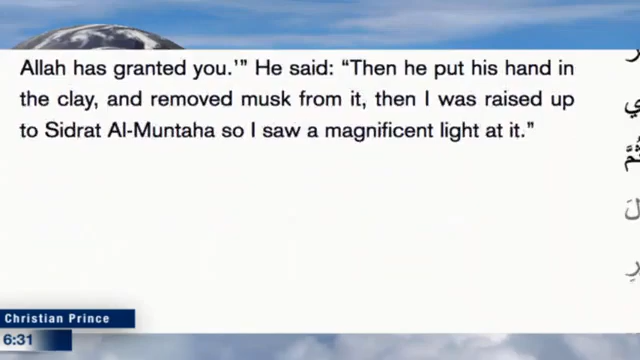 Allah has granted you.'” He said: “Then he put his hand in
the clay, and removed musk from it, then I was raised up
to Sidrat Al-Muntaha so I saw a magnificent light at it.”
Christian Prince
6:31